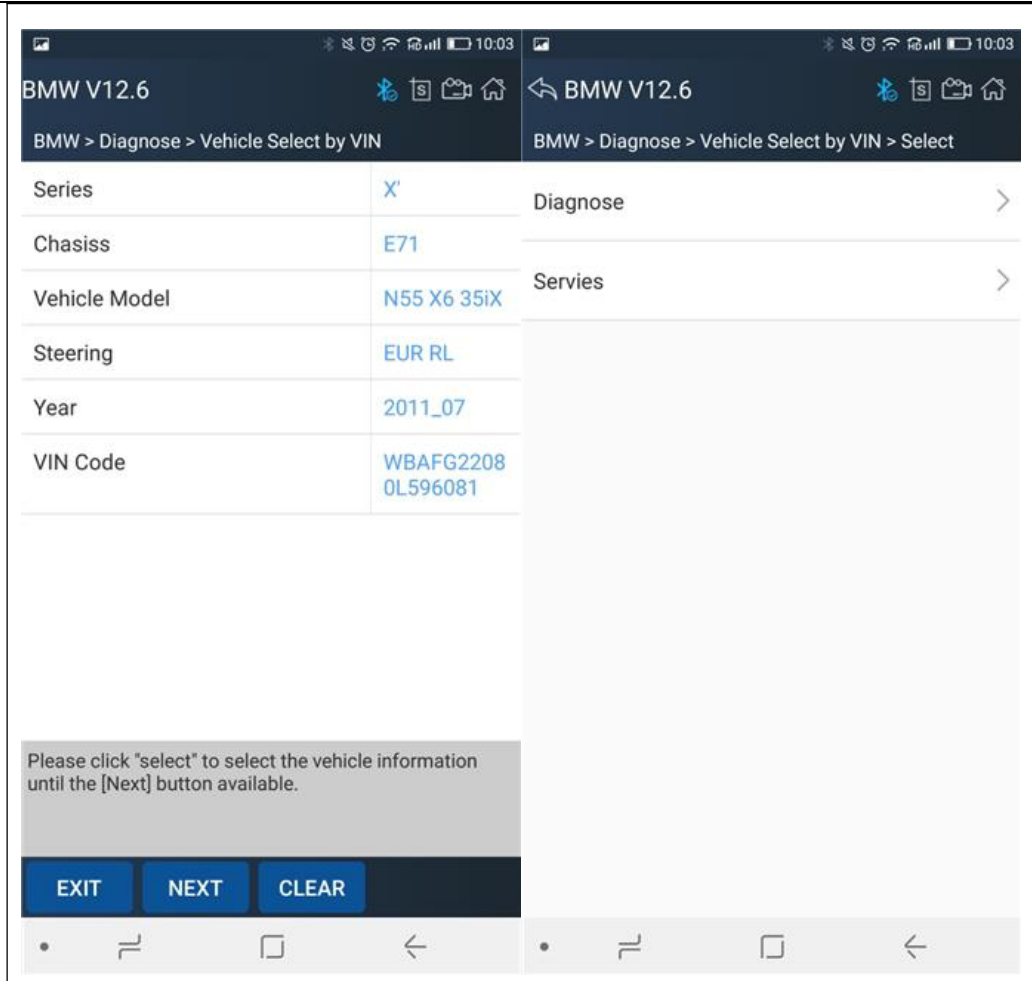 10:03
BMW V12.6
BMW > Diagnose > Vehicle Select by VIN
Series X'
Chasiss E71
Vehicle Model N55 X6 35iX
Steering EUR RL
Year 2011_07
VIN Code WBAFG2208
0L596081
Please click "select" to select the vehicle information
until the [Next] button available.
EXIT NEXT CLEAR
10:03
BMW V12.6
BMW > Diagnose > Vehicle Select by VIN > Select
Diagnose
Servies